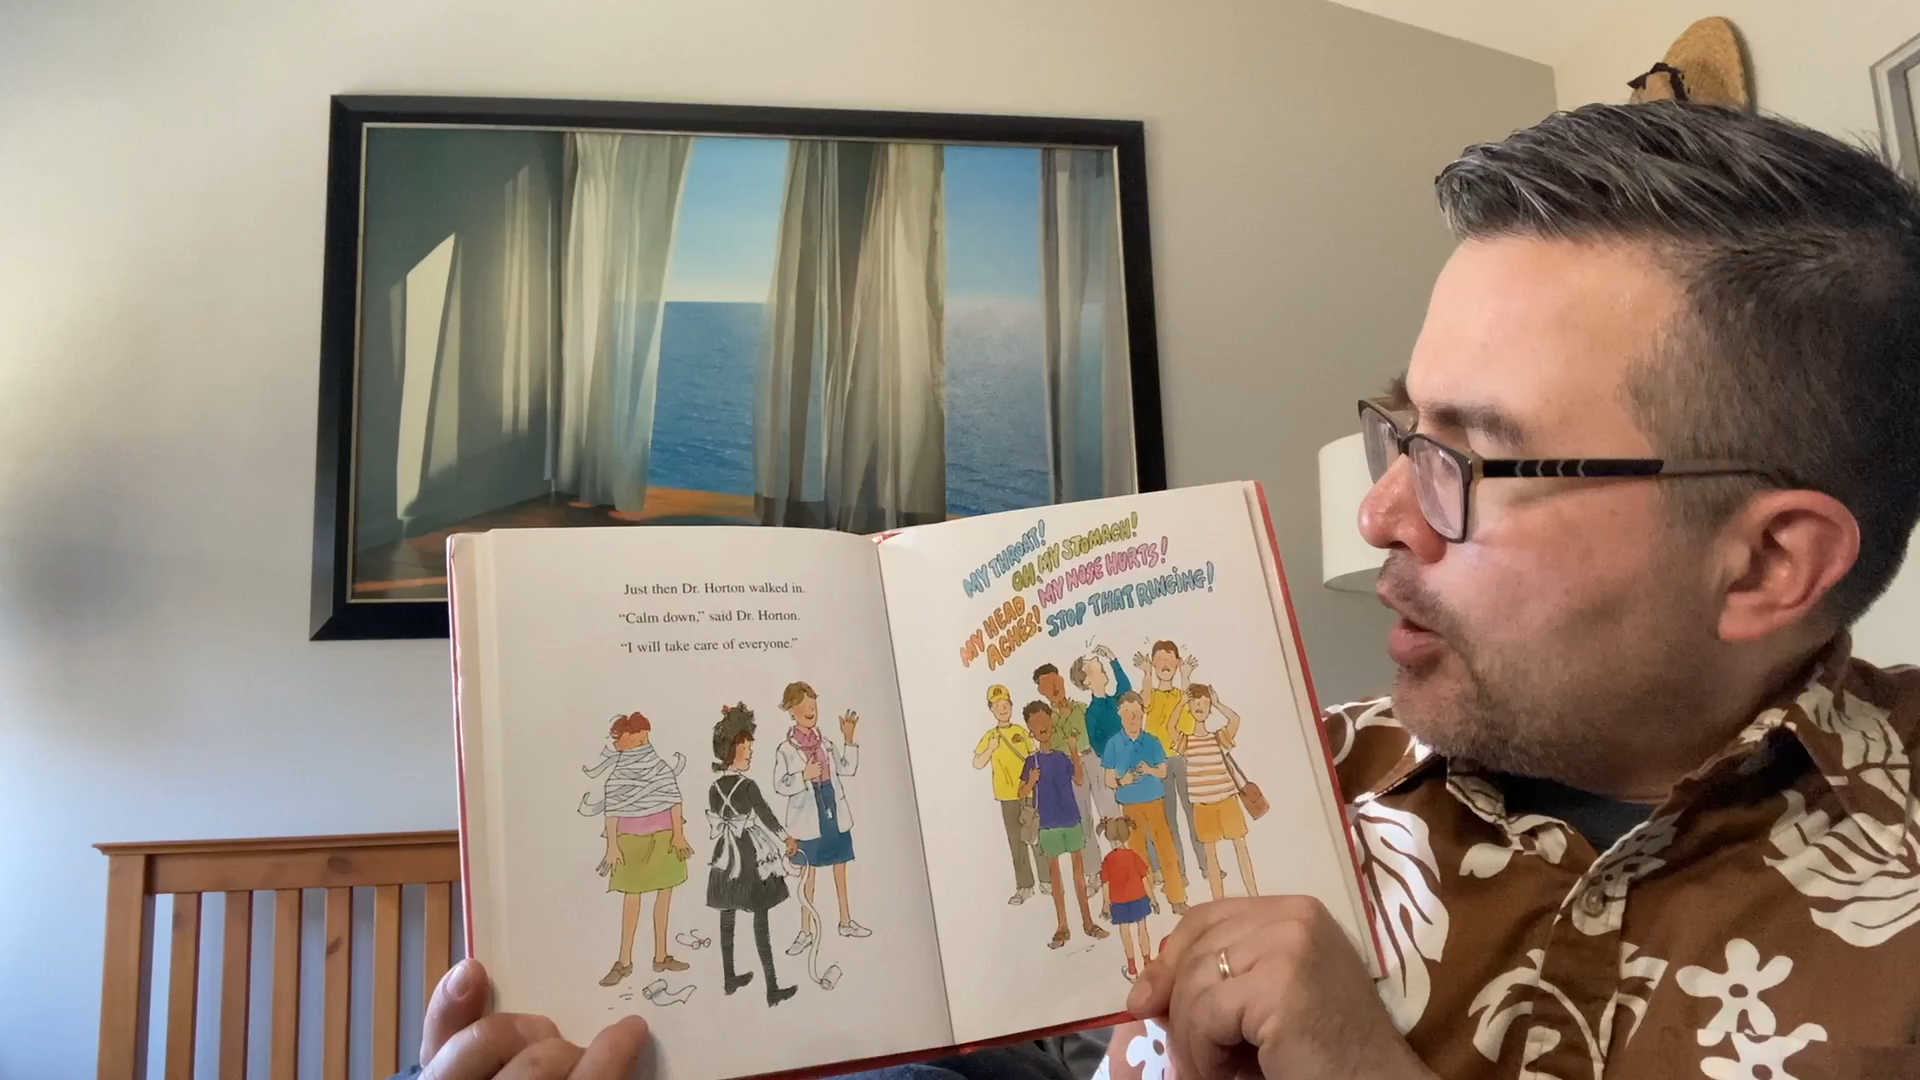 Just then Dr. Horton walked in.
“Calm down,” said Dr. Horton.
“I will take care of everyone.”
MY THROAT!
OH, MY STOMACH!
MY HEAD
ACHES!
MY NOSE HURTS!
STOP THAT RINGING!